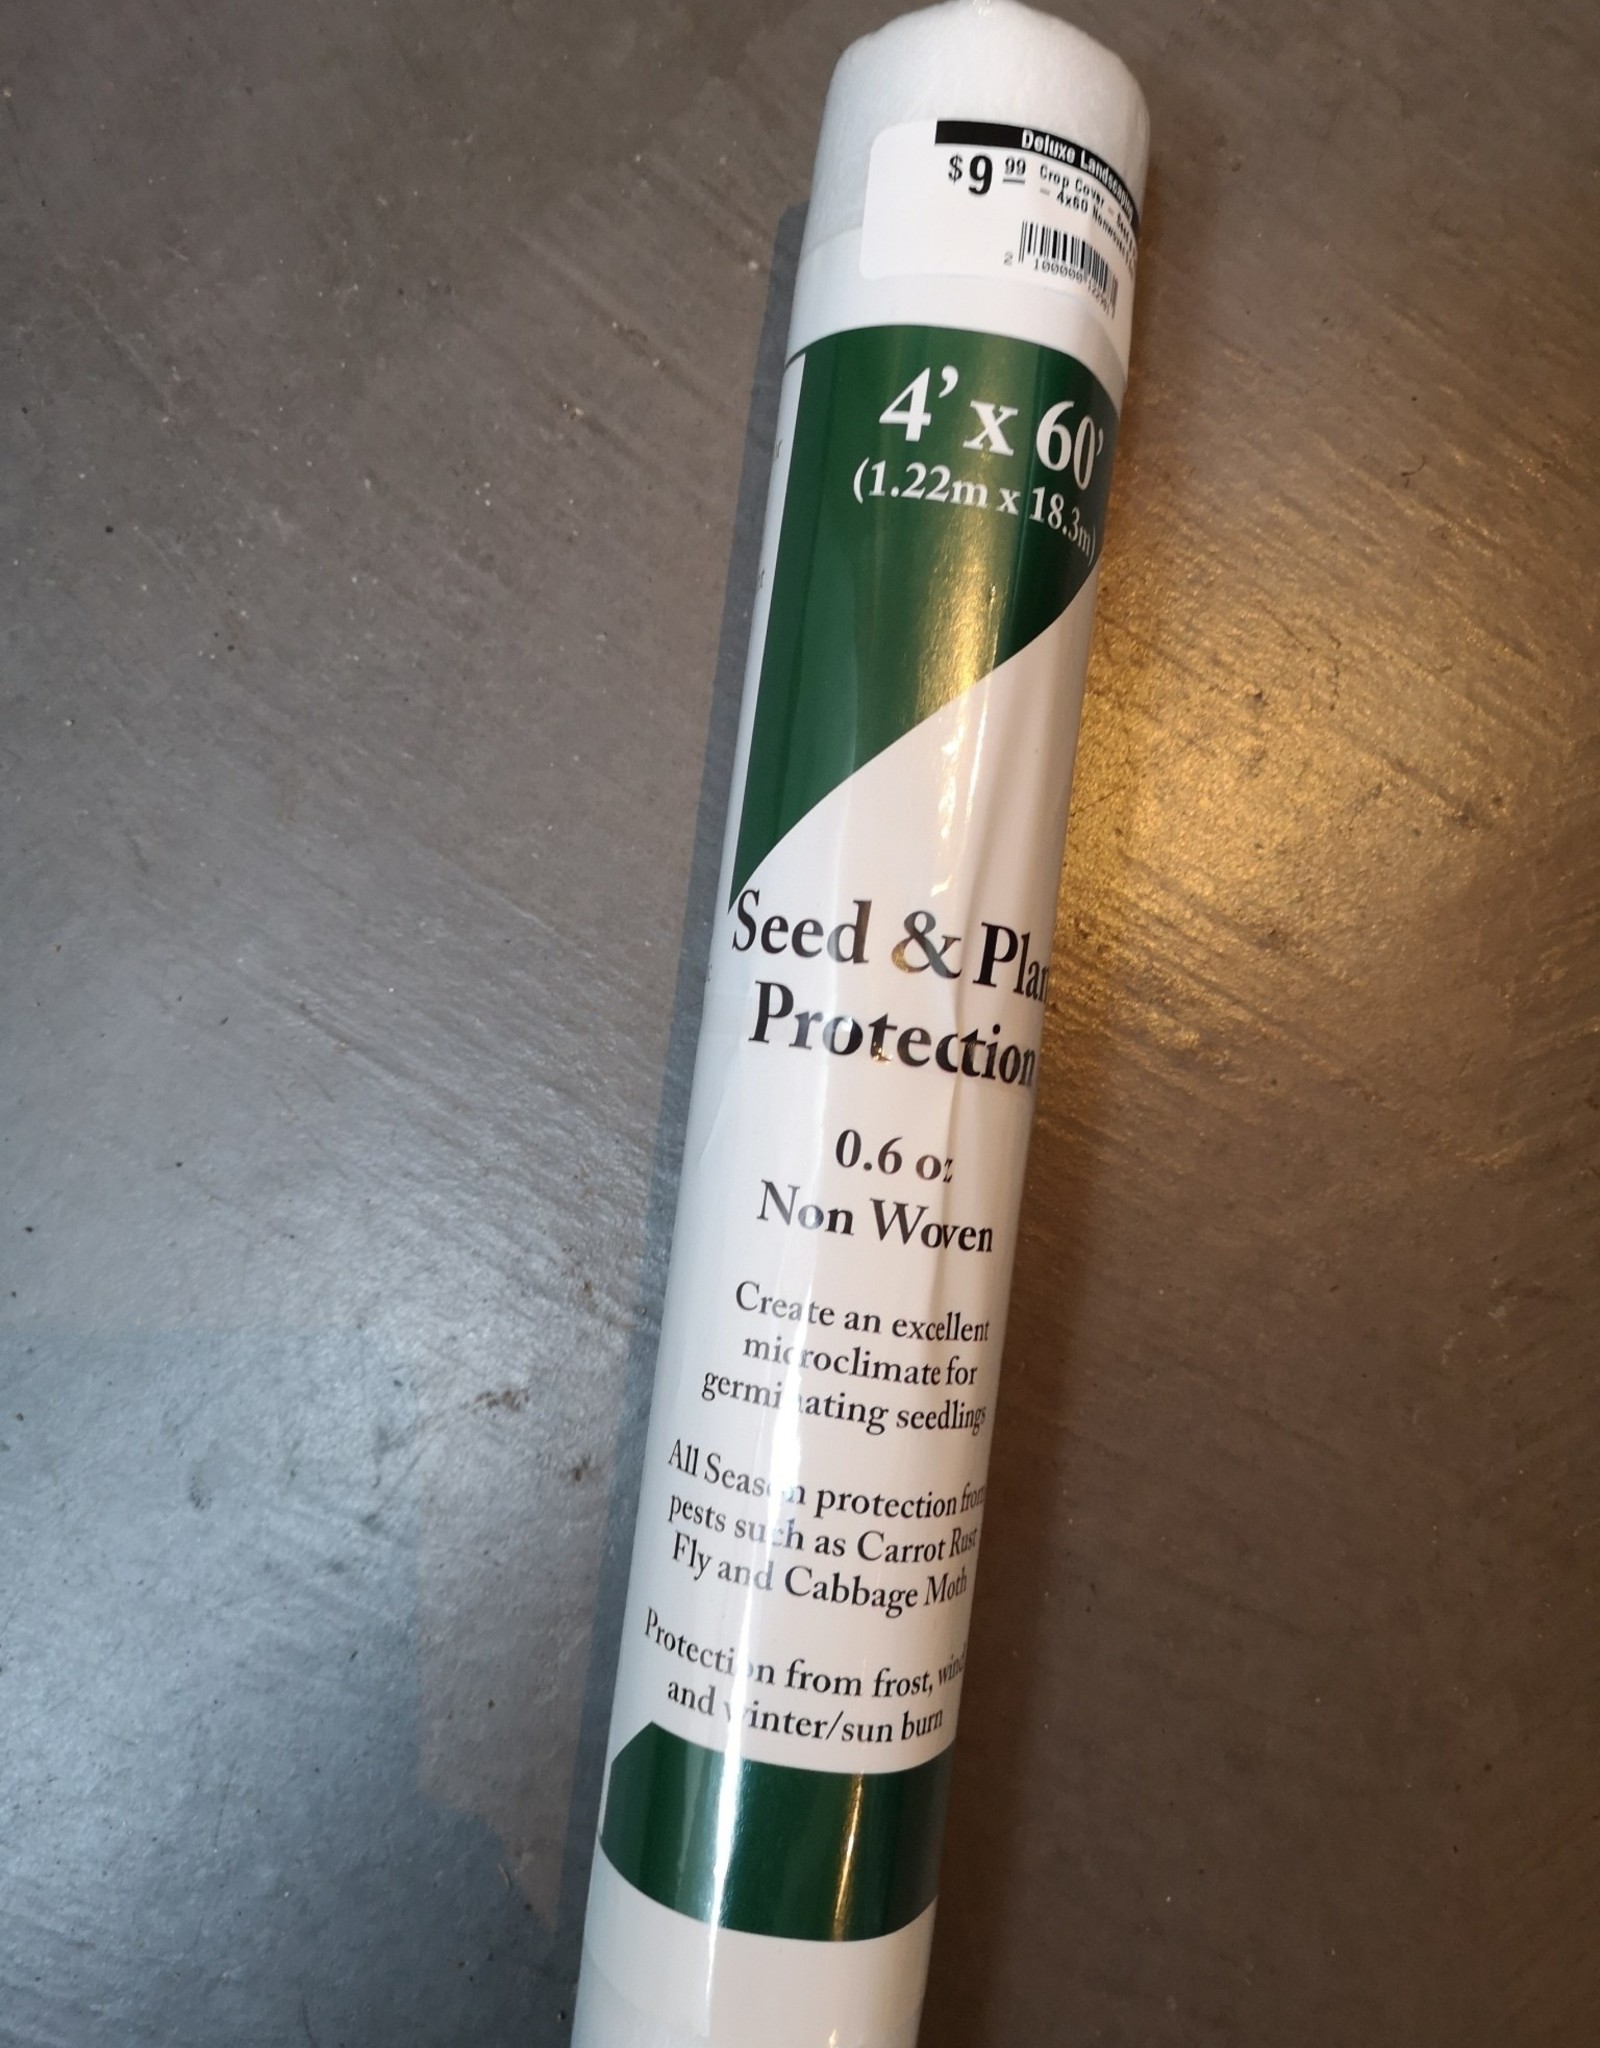 Deluxe Landscaping
$9 99 Crop Cover -
- 4x60
2 100000
4' x 60'
(1.22m x 18.3m)
Seed & Plan
Protection
0.6 oz
Non Woven
Create an excellent
microclimate for
germinating seedlings
All Season protection from
pests such as Carrot Rust
Fly and Cabbage Moth
Protection from frost, wind
and winter/sun burn